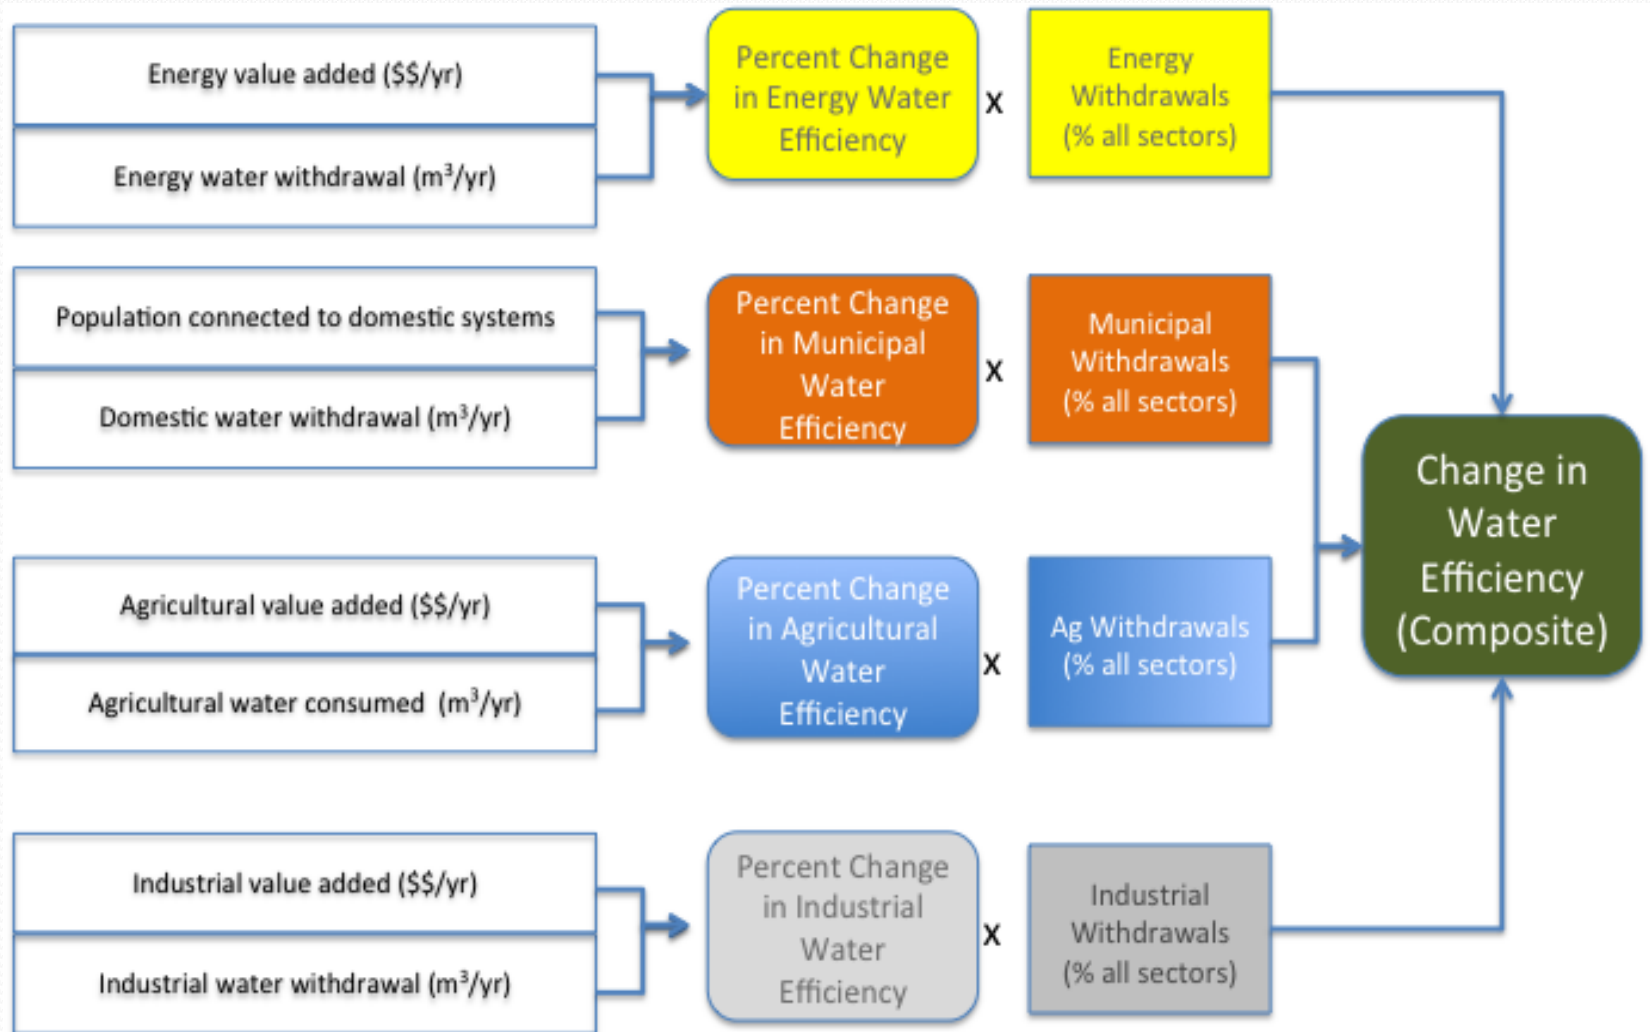 Energy value added ($$/yr)
Energy water withdrawal (m³/yr)
Percent Change
in Energy Water
Efficiency
x
Energy
Withdrawals
(% all sectors)
Population connected to domestic systems
Domestic water withdrawal (m³/yr)
Percent Change
in Municipal
Water
Efficiency
x
Municipal
Withdrawals
(% all sectors)
Agricultural value added ($$/yr)
Agricultural water consumed (m³/yr)
Percent Change
in Agricultural
Water
Efficiency
x
Ag Withdrawals
(% all sectors)
Industrial value added ($$/yr)
Industrial water withdrawal (m³/yr)
Percent Change
in Industrial
Water
Efficiency
x
Industrial
Withdrawals
(% all sectors)
Change in
Water
Efficiency
(Composite)